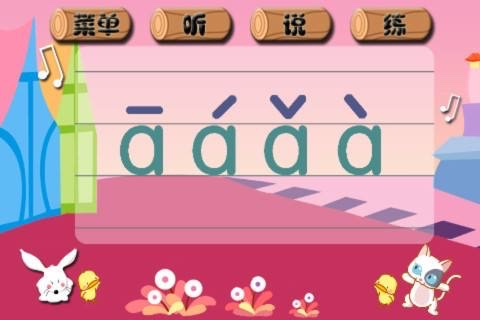 菜单 听 说 练
ā á ǎ à